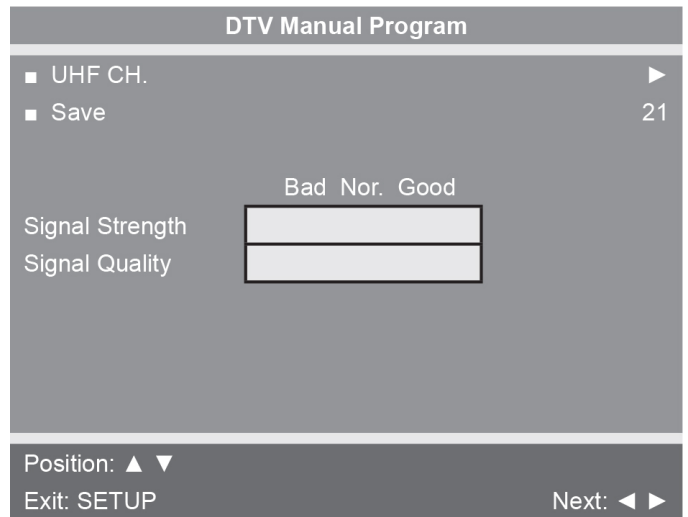 DTV Manual Program
■ UHF CH. ►
■ Save 21
Bad Nor. Good
Signal Strength
Signal Quality
Position: ▲ ▼
Exit: SETUP Next: ◄ ►